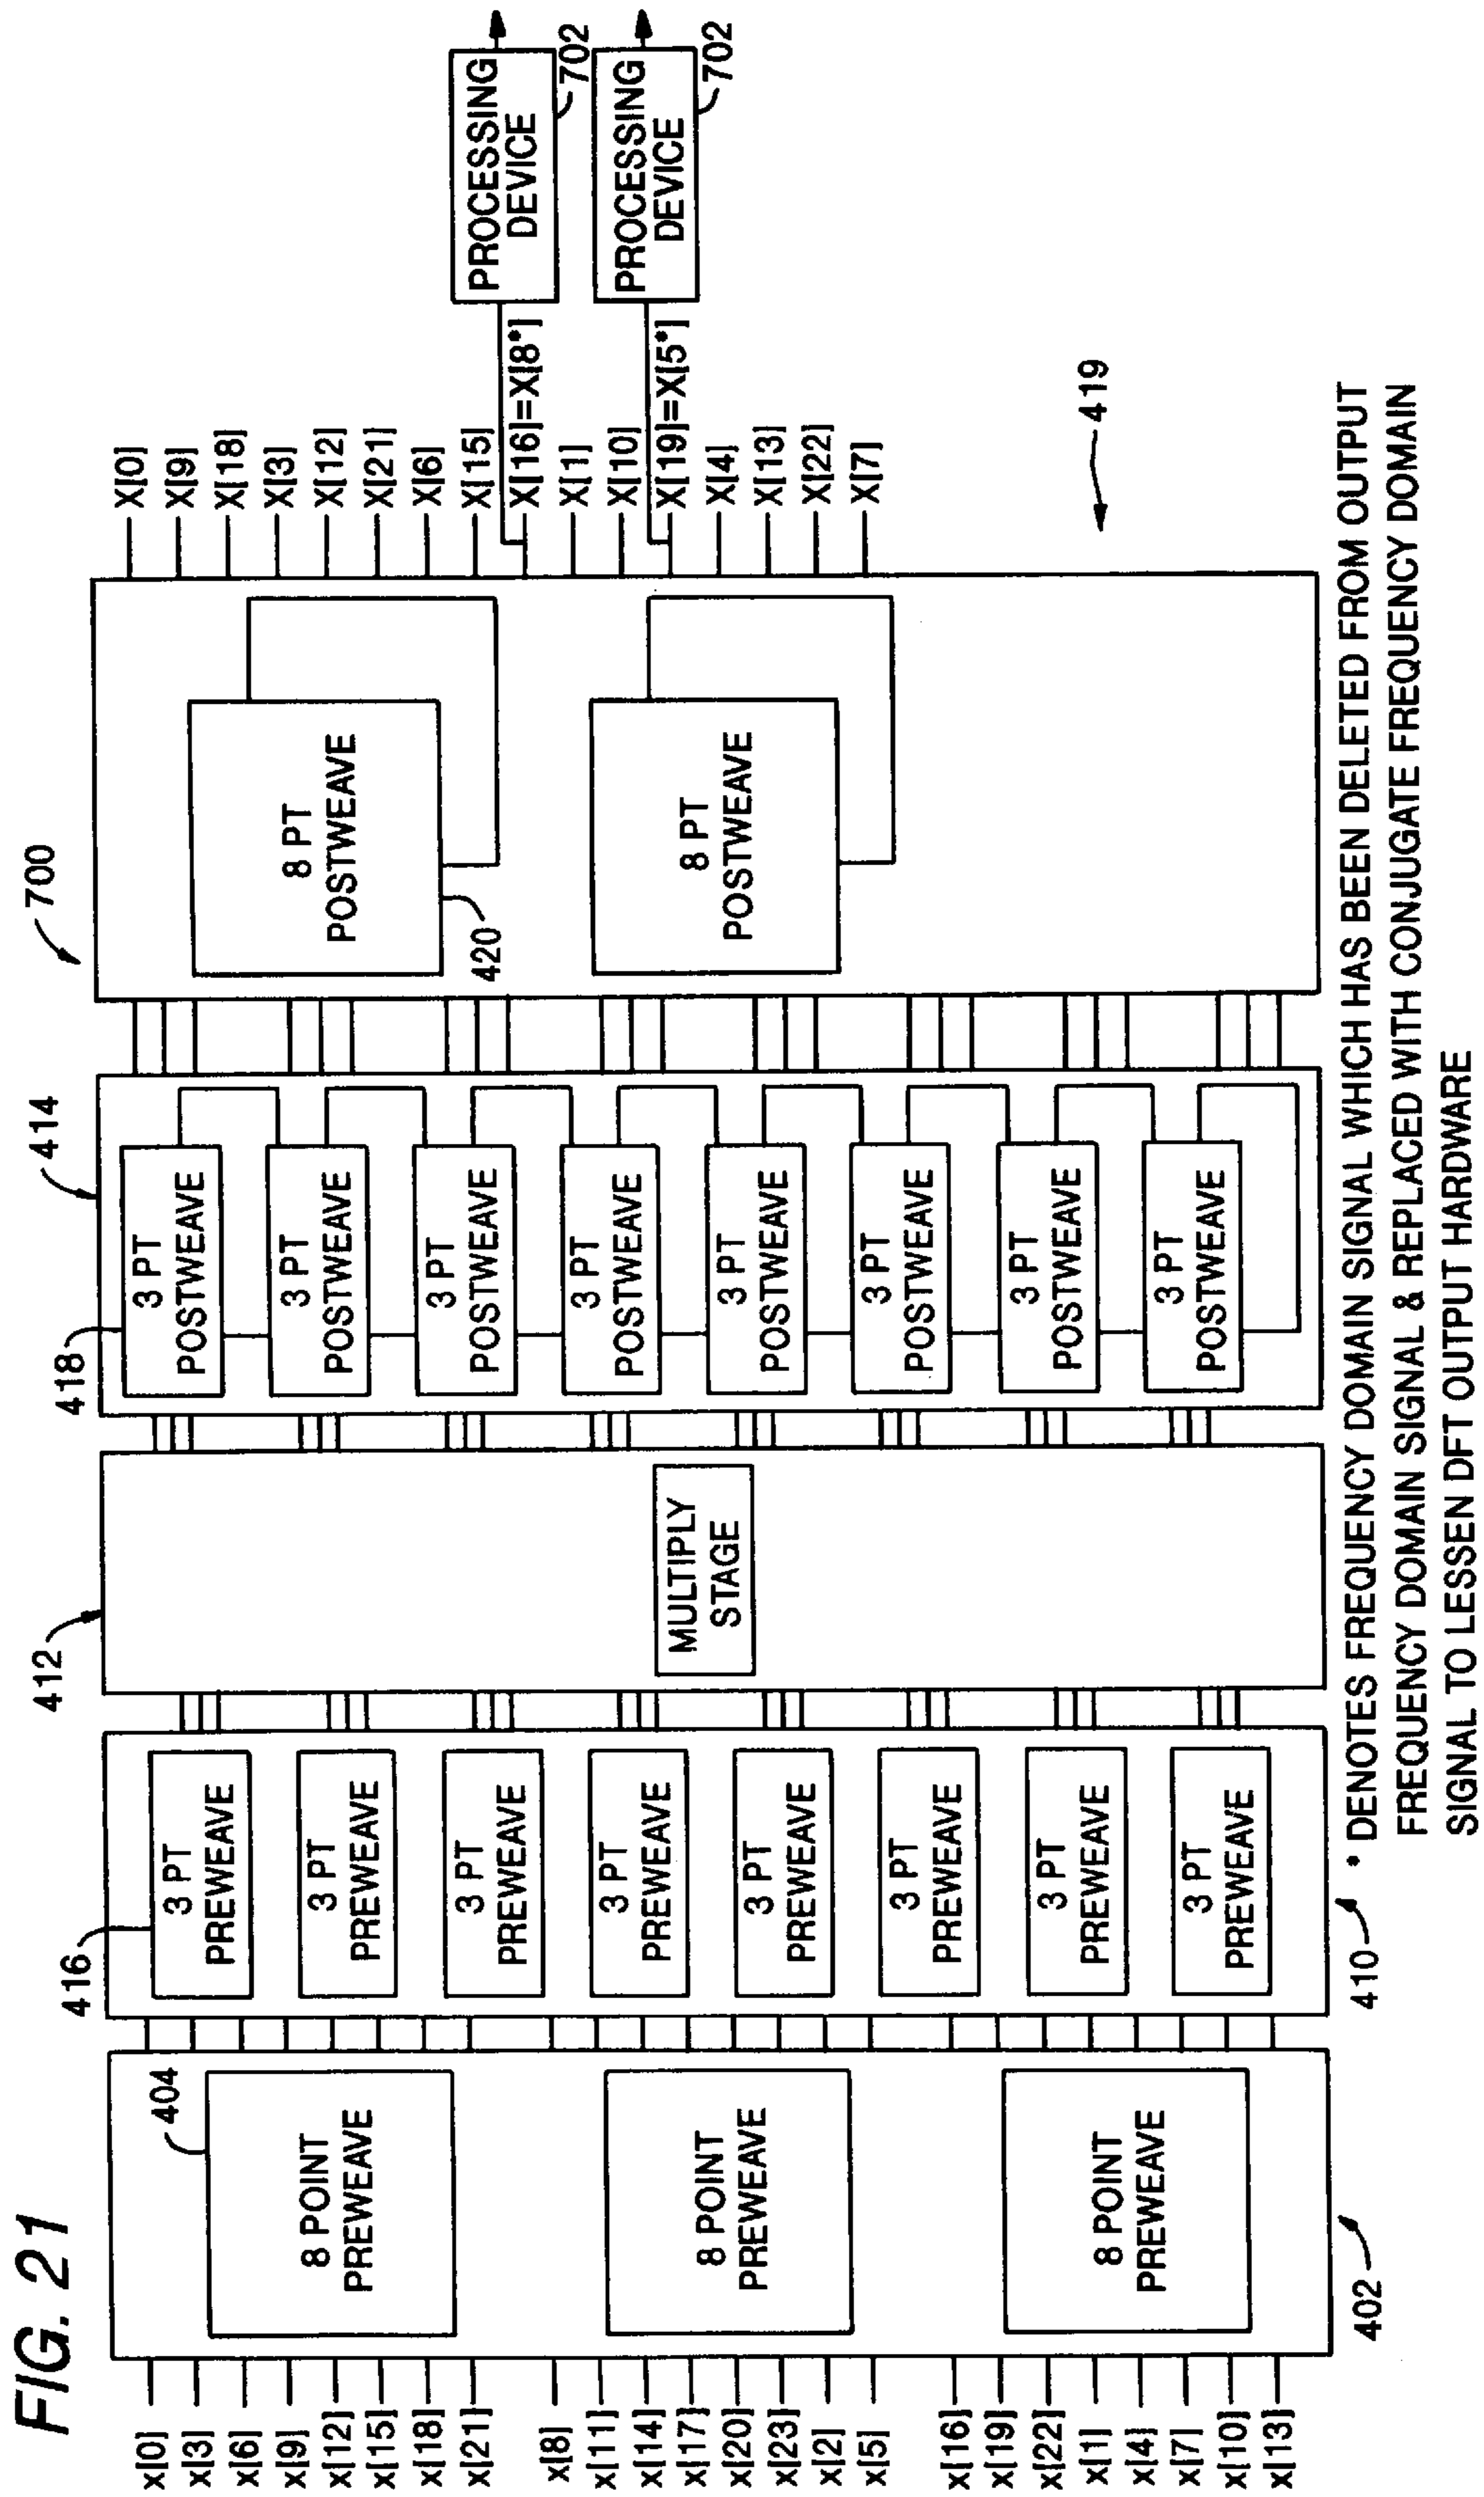 FIG. 21
x[0]
x[3]
x[6]
x[9]
x[12]
x[15]
x[18]
x[21]
x[8]
x[11]
x[14]
x[17]
x[20]
x[23]
x[2]
x[5]
x[16]
x[19]
x[22]
x[1]
x[4]
x[7]
x[10]
x[13]
404
8 POINT
PREWEAVE
8 POINT
PREWEAVE
8 POINT
PREWEAVE
402
416
3 PT
PREWEAVE
3 PT
PREWEAVE
3 PT
PREWEAVE
3 PT
PREWEAVE
3 PT
PREWEAVE
3 PT
PREWEAVE
3 PT
PREWEAVE
3 PT
PREWEAVE
410
412
MULTIPLY
STAGE
418
414
3 PT
POSTWEAVE
3 PT
POSTWEAVE
3 PT
POSTWEAVE
3 PT
POSTWEAVE
3 PT
POSTWEAVE
3 PT
POSTWEAVE
3 PT
POSTWEAVE
3 PT
POSTWEAVE
700
8 PT
POSTWEAVE
420
8 PT
POSTWEAVE
X[0]
X[9]
X[18]
X[3]
X[12]
X[21]
X[6]
X[15]
X[16]=X[8*]
X[1]
X[10]
X[19]=X[5*]
X[4]
X[13]
X[22]
X[7]
419
PROCESSING
DEVICE
702
PROCESSING
DEVICE
702
* DENOTES FREQUENCY DOMAIN SIGNAL WHICH HAS BEEN DELETED FROM OUTPUT
FREQUENCY DOMAIN SIGNAL & REPLACED WITH CONJUGATE FREQUENCY DOMAIN
SIGNAL TO LESSEN DFT OUTPUT HARDWARE